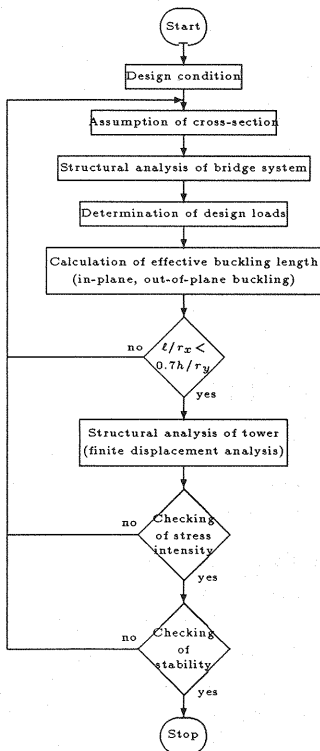 Start
Design condition
Assumption of cross-section
Structural analysis of bridge system
Determination of design loads
Calculation of effective buckling length
(in-plane, out-of-plane buckling)
no
ℓ/r_x <
0.7h/r_y
yes
Structural analysis of tower
(finite displacement analysis)
no
Checking
of stress
intensity
yes
no
Checking
of
stability
yes
Stop